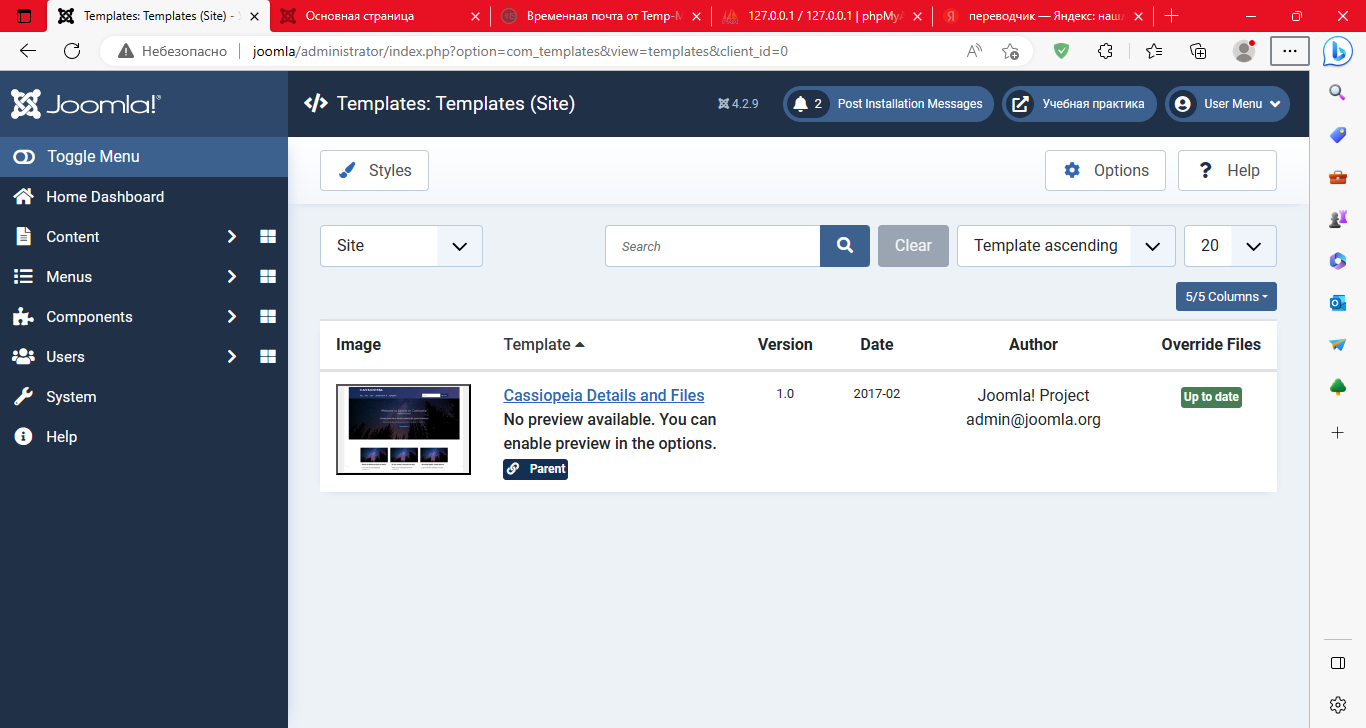 Templates: Templates (Site) -
Основная страница
Временная почта от Temp-M
127.0.0.1 / 127.0.0.1 | phpMyA
переводчик — Яндекс: наш
Небезопасно
joomla/administrator/index.php?option=com_templates&view=templates&client_id=0
Joomla!®
Templates: Templates (Site)
4.2.9
2 Post Installation Messages
Учебная практика
User Menu
Toggle Menu
Home Dashboard
Content
Menus
Components
Users
System
Help
Styles
Options
? Help
Site
Search
Clear
Template ascending
20
5/5 Columns
Image
Template
Version
Date
Author
Override Files
CASSIOPEIA
Cassiopeia Details and Files
No preview available. You can
enable preview in the options.
Parent
1.0
2017-02
Joomla! Project
admin@joomla.org
Up to date